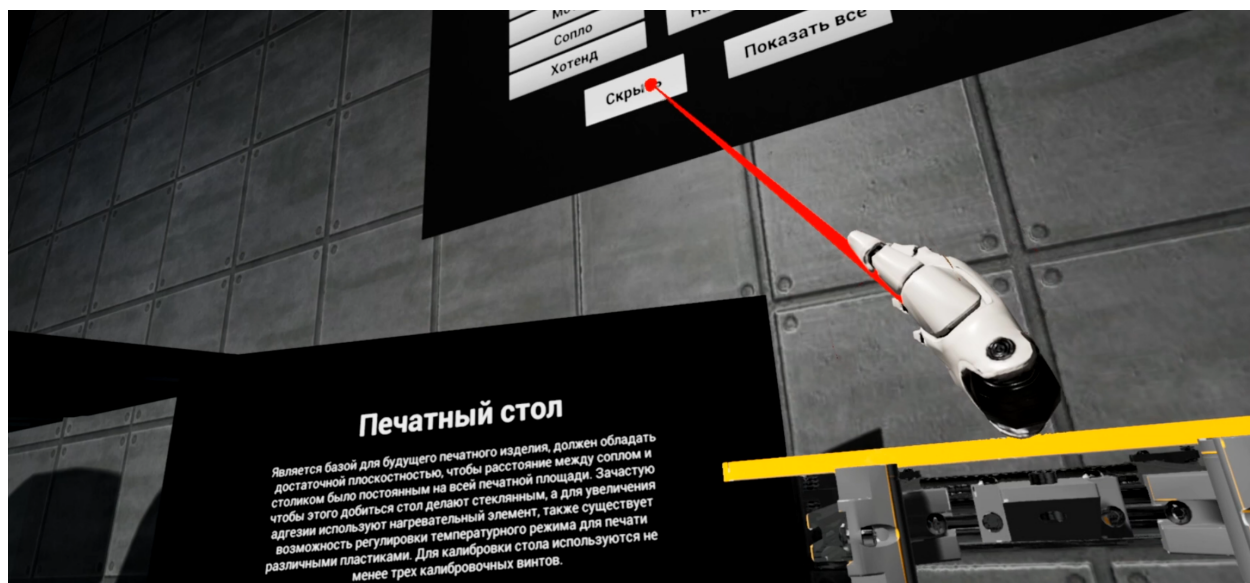 Сопло
Хотенд
Показать все
Печатный стол
Является базой для будущего печатного изделия, должен обладать
достаточной плоскостностью, чтобы расстояние между соплом и
столиком было постоянным на всей печатной площади. Зачастую
чтобы этого добиться стол делают стеклянным, а для увеличения
адгезии используют нагревательный элемент, также существует
возможность регулировки температурного режима для печати
различными пластиками. Для калибровки стола используются не
менее трех калибровочных винтов.